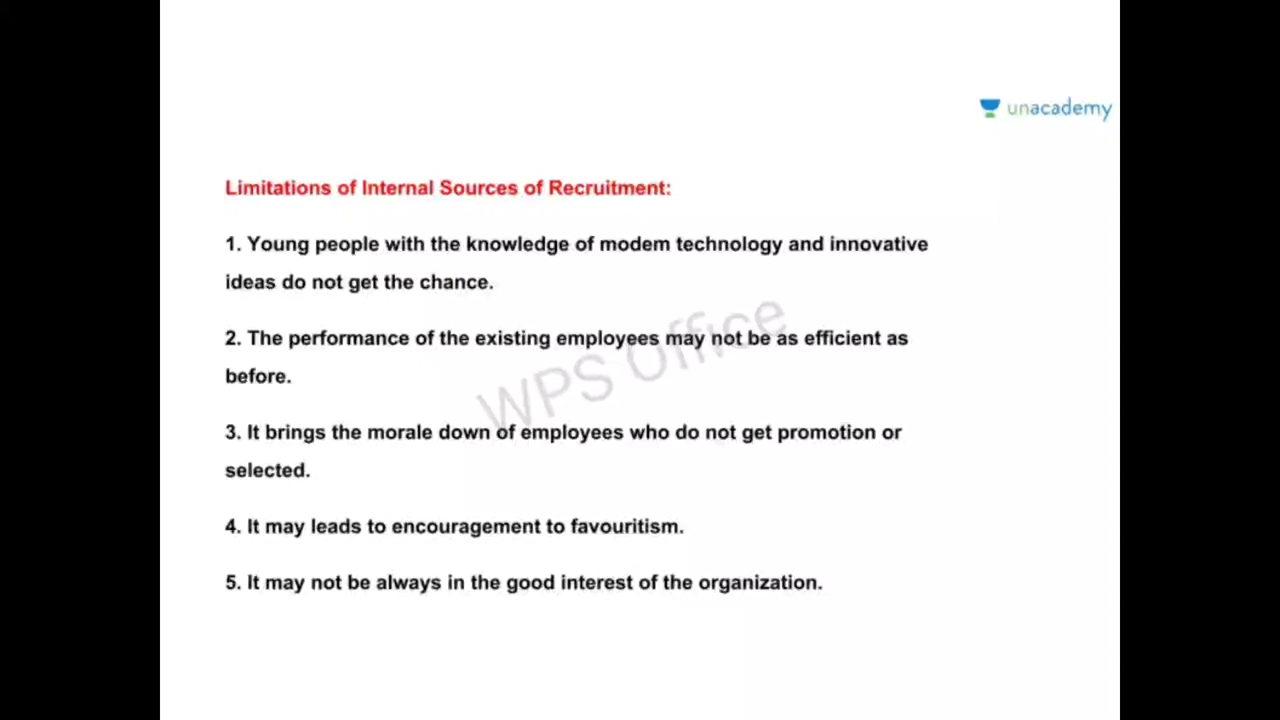 unacademy
Limitations of Internal Sources of Recruitment:
1. Young people with the knowledge of modem technology and innovative
ideas do not get the chance.
2. The performance of the existing employees may not be as efficient as
before.
WPS Office
3. It brings the morale down of employees who do not get promotion or
selected.
4. It may leads to encouragement to favouritism.
5. It may not be always in the good interest of the organization.